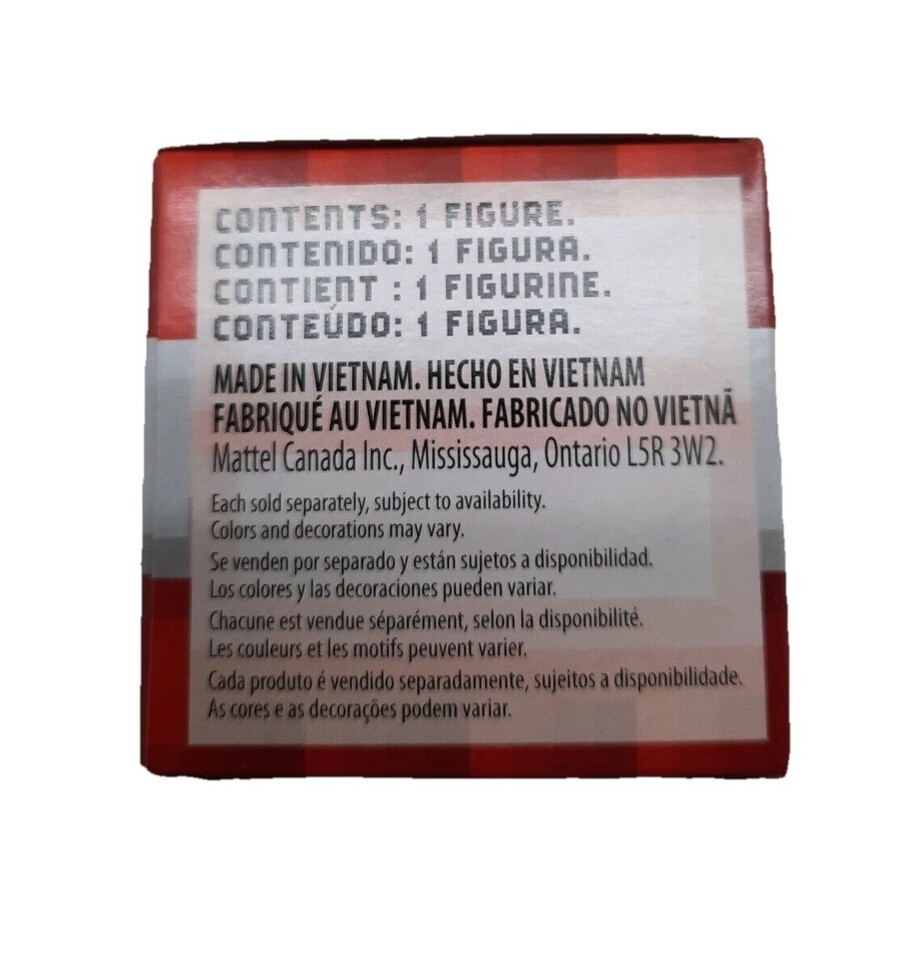 CONTENTS: 1 FIGURE.
CONTENIDO: 1 FIGURA.
CONTIENT : 1 FIGURINE.
CONTEÚDO: 1 FIGURA.
MADE IN VIETNAM. HECHO EN VIETNAM
FABRIQUÉ AU VIETNAM. FABRICADO NO VIETNÃ
Mattel Canada Inc., Mississauga, Ontario L5R 3W2.
Each sold separately, subject to availability.
Colors and decorations may vary.
Se venden por separado y están sujetos a disponibilidad.
Los colores y las decoraciones pueden variar.
Chacune est vendue séparément, selon la disponibilité.
Les couleurs et les motifs peuvent varier.
Cada produto é vendido separadamente, sujeitos a disponibilidade.
As cores e as decorações podem variar.